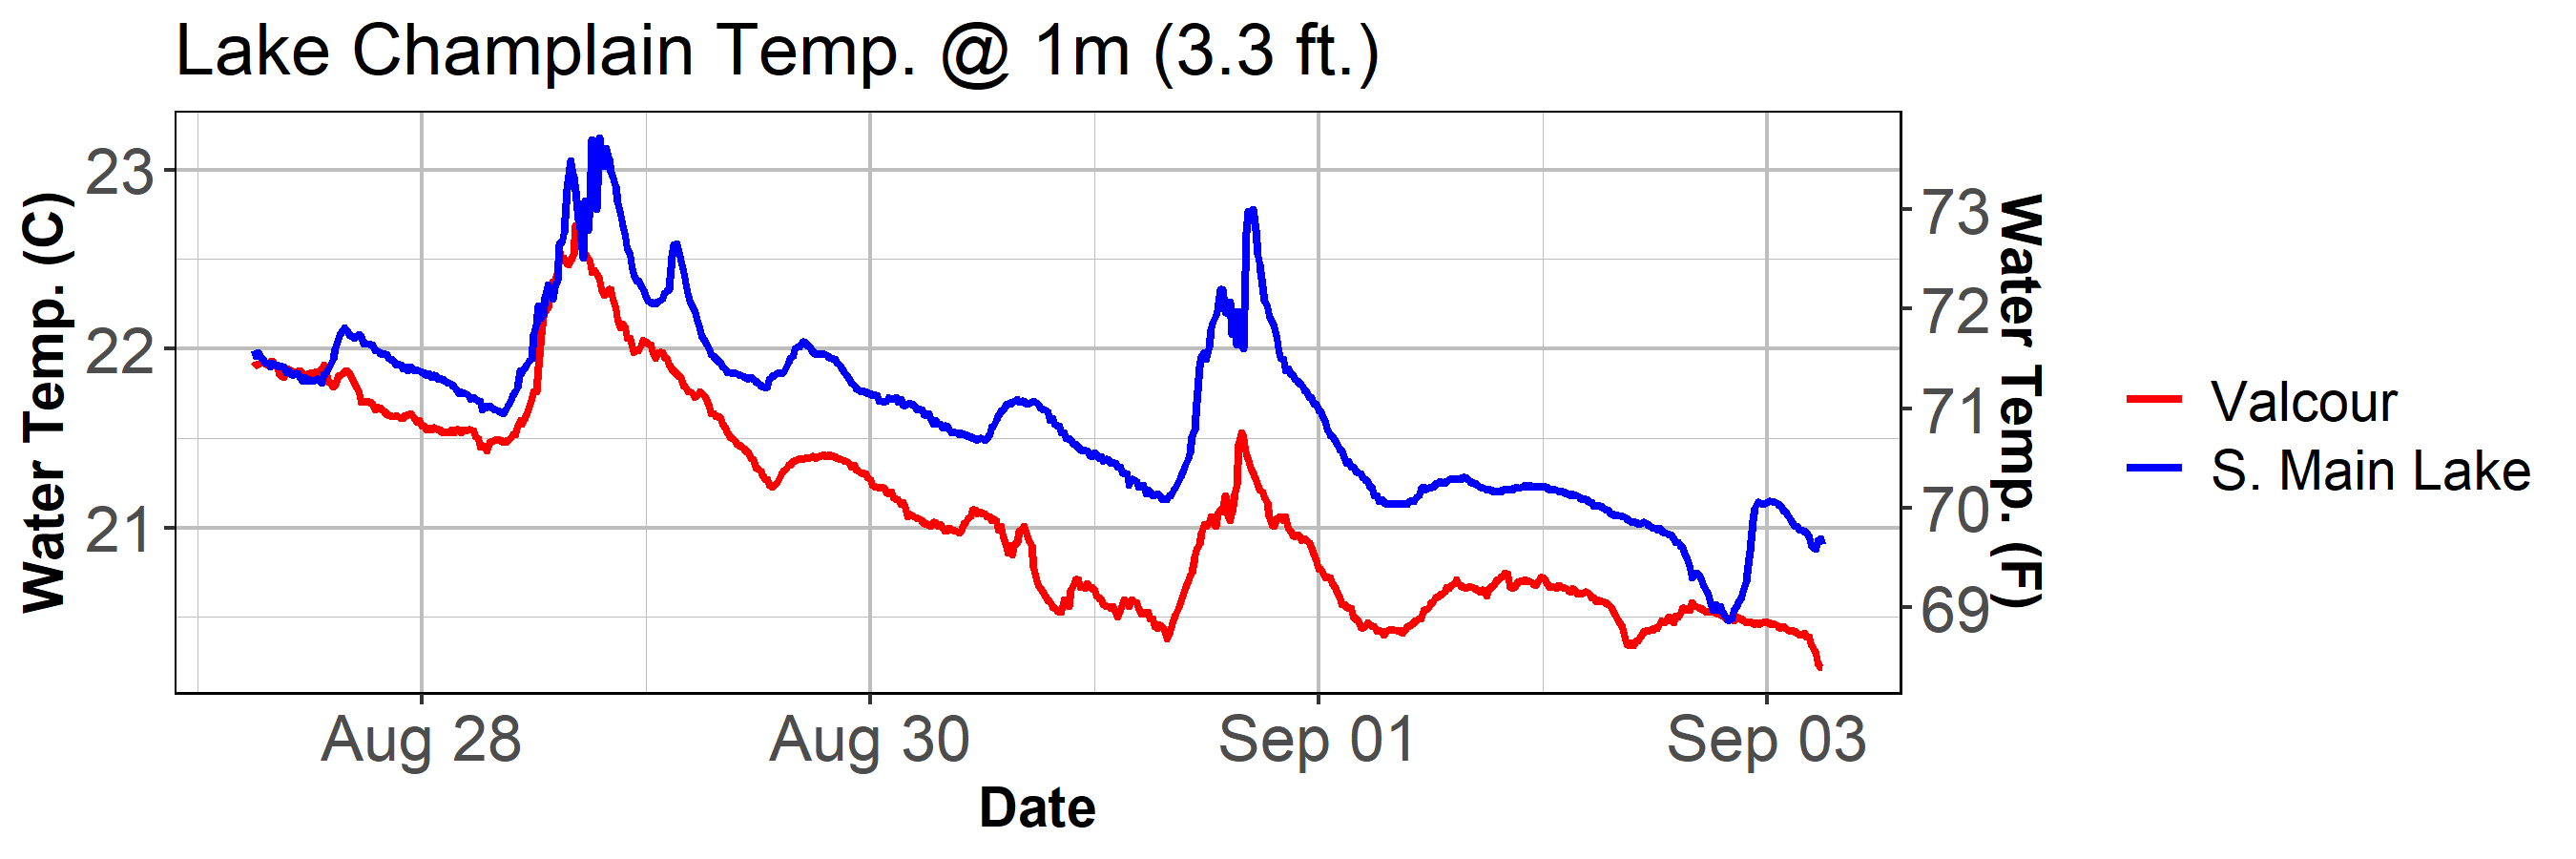 Lake Champlain Temp. @ 1m (3.3 ft.)
Water Temp. (C)
23
22
21
73
72
71
70
69
Water Temp. (F)
Valcour
S. Main Lake
Aug 28
Aug 30
Sep 01
Sep 03
Date